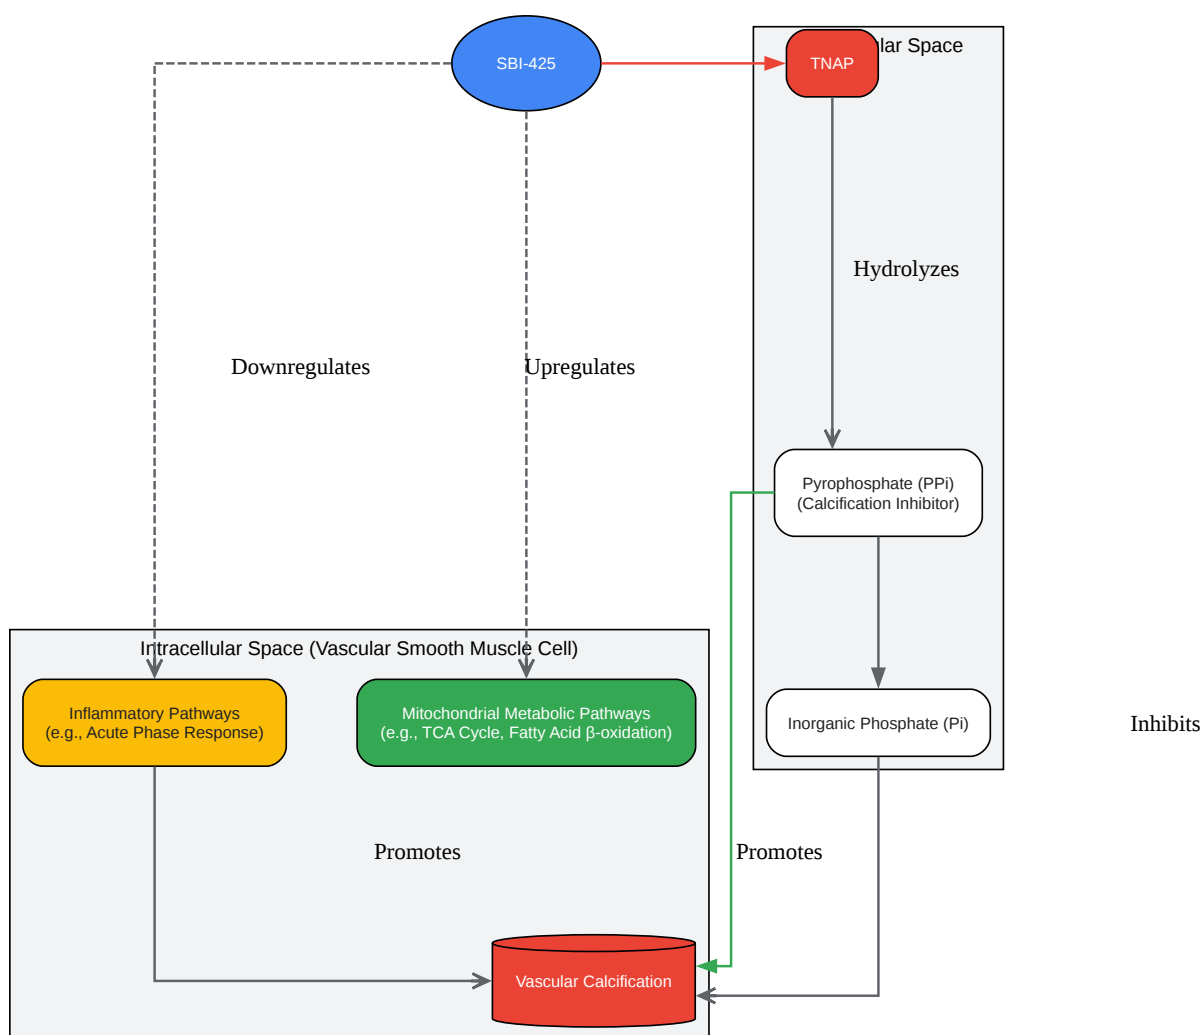 SBI-425
TNAP
lar Space
Hydrolyzes
Downregulates
Upregulates
Pyrophosphate (PPi)
(Calcification Inhibitor)
Intracellular Space (Vascular Smooth Muscle Cell)
Inflammatory Pathways
(e.g., Acute Phase Response)
Mitochondrial Metabolic Pathways
(e.g., TCA Cycle, Fatty Acid β-oxidation)
Inorganic Phosphate (Pi)
Inhibits
Promotes
Promotes
Vascular Calcification